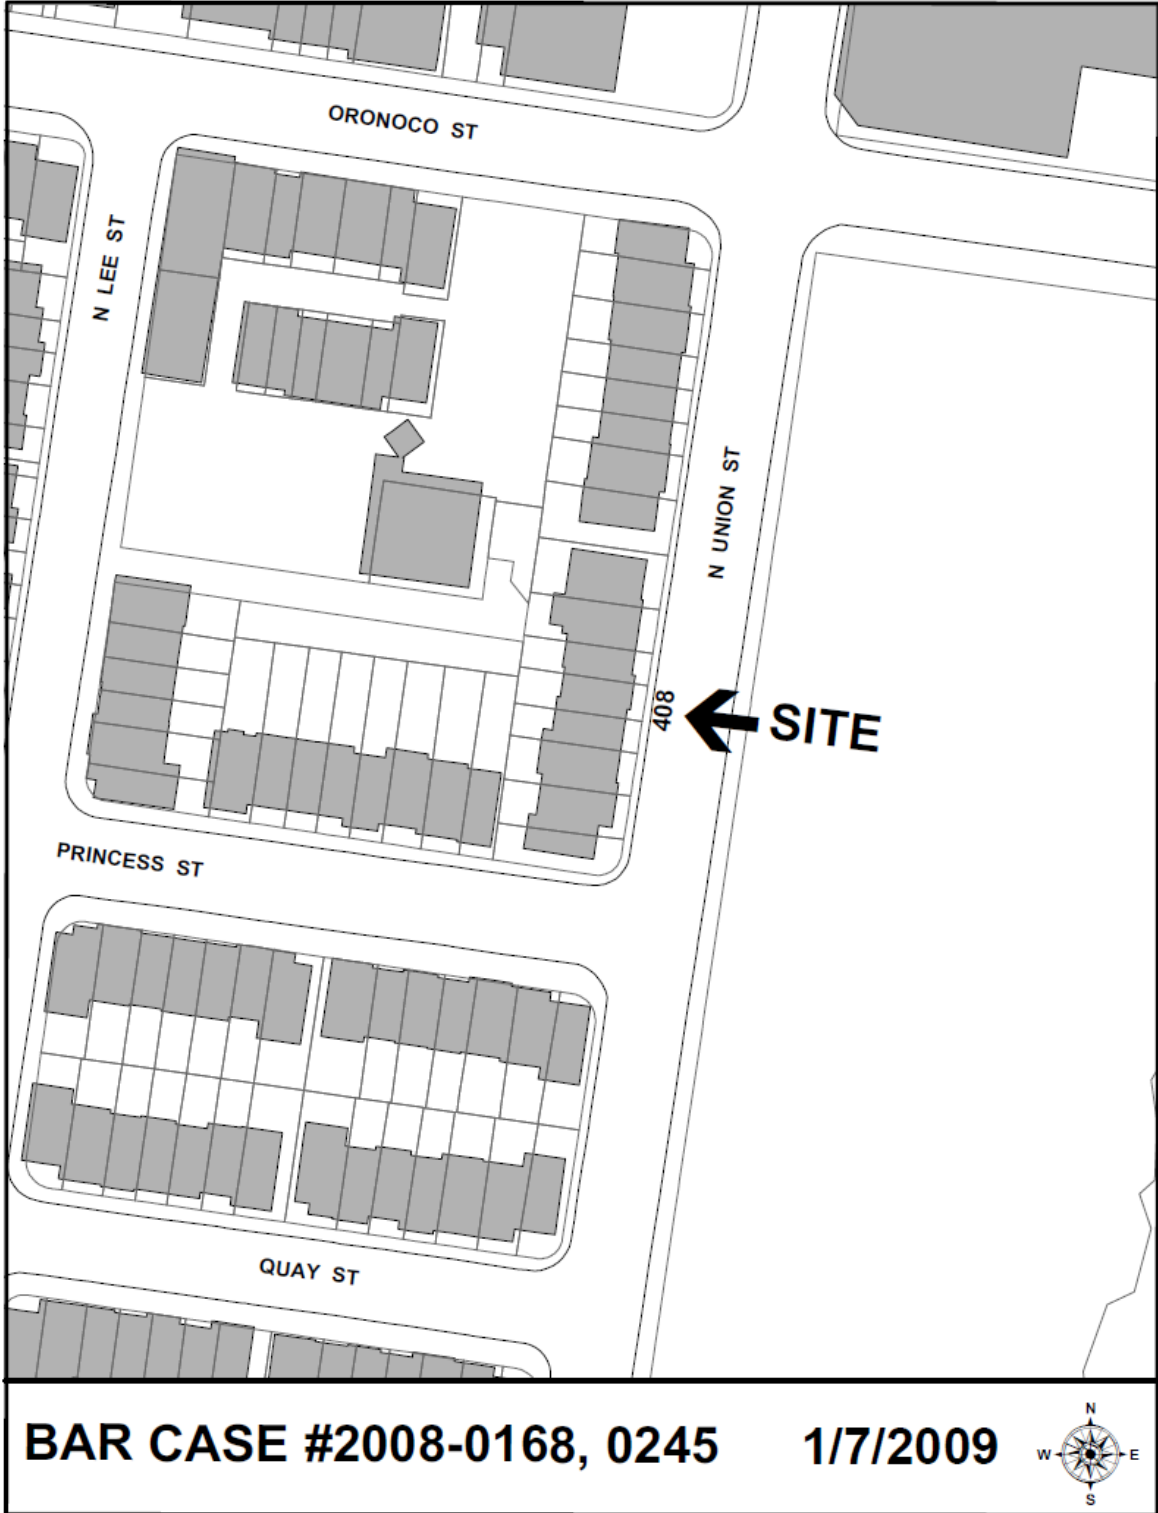 ORONOCO ST
N LEE ST
N UNION ST
408
SITE
PRINCESS ST
QUAY ST
BAR CASE #2008-0168, 0245 1/7/2009
N
W E
S